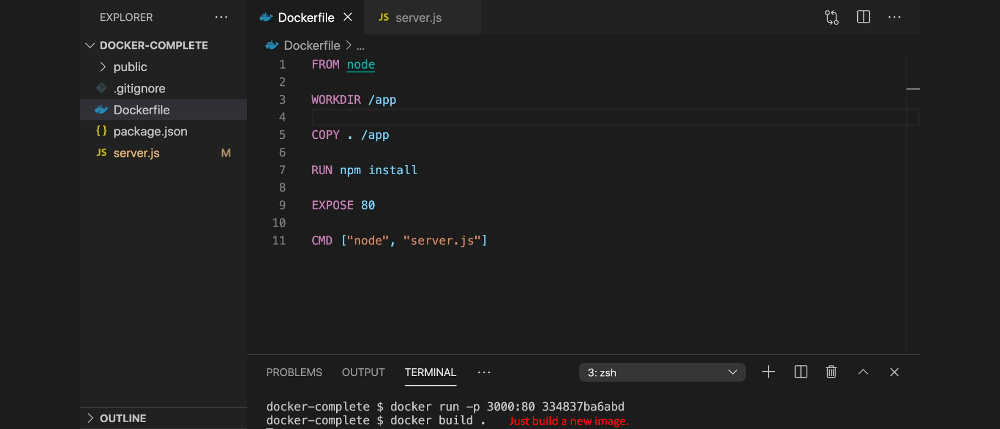 EXPLORER ···
DOCKER-COMPLETE
public
.gitignore
Dockerfile
{} package.json
JS server.js M
OUTLINE
Dockerfile
JS server.js
Dockerfile > ...
1 FROM node
2
3 WORKDIR /app
4
5 COPY . /app
6
7 RUN npm install
8
9 EXPOSE 80
10
11 CMD ["node", "server.js"]
PROBLEMS OUTPUT TERMINAL ··· 3: zsh
docker-complete $ docker run -p 3000:80 334837ba6abd
docker-complete $ docker build . Just build a new image.